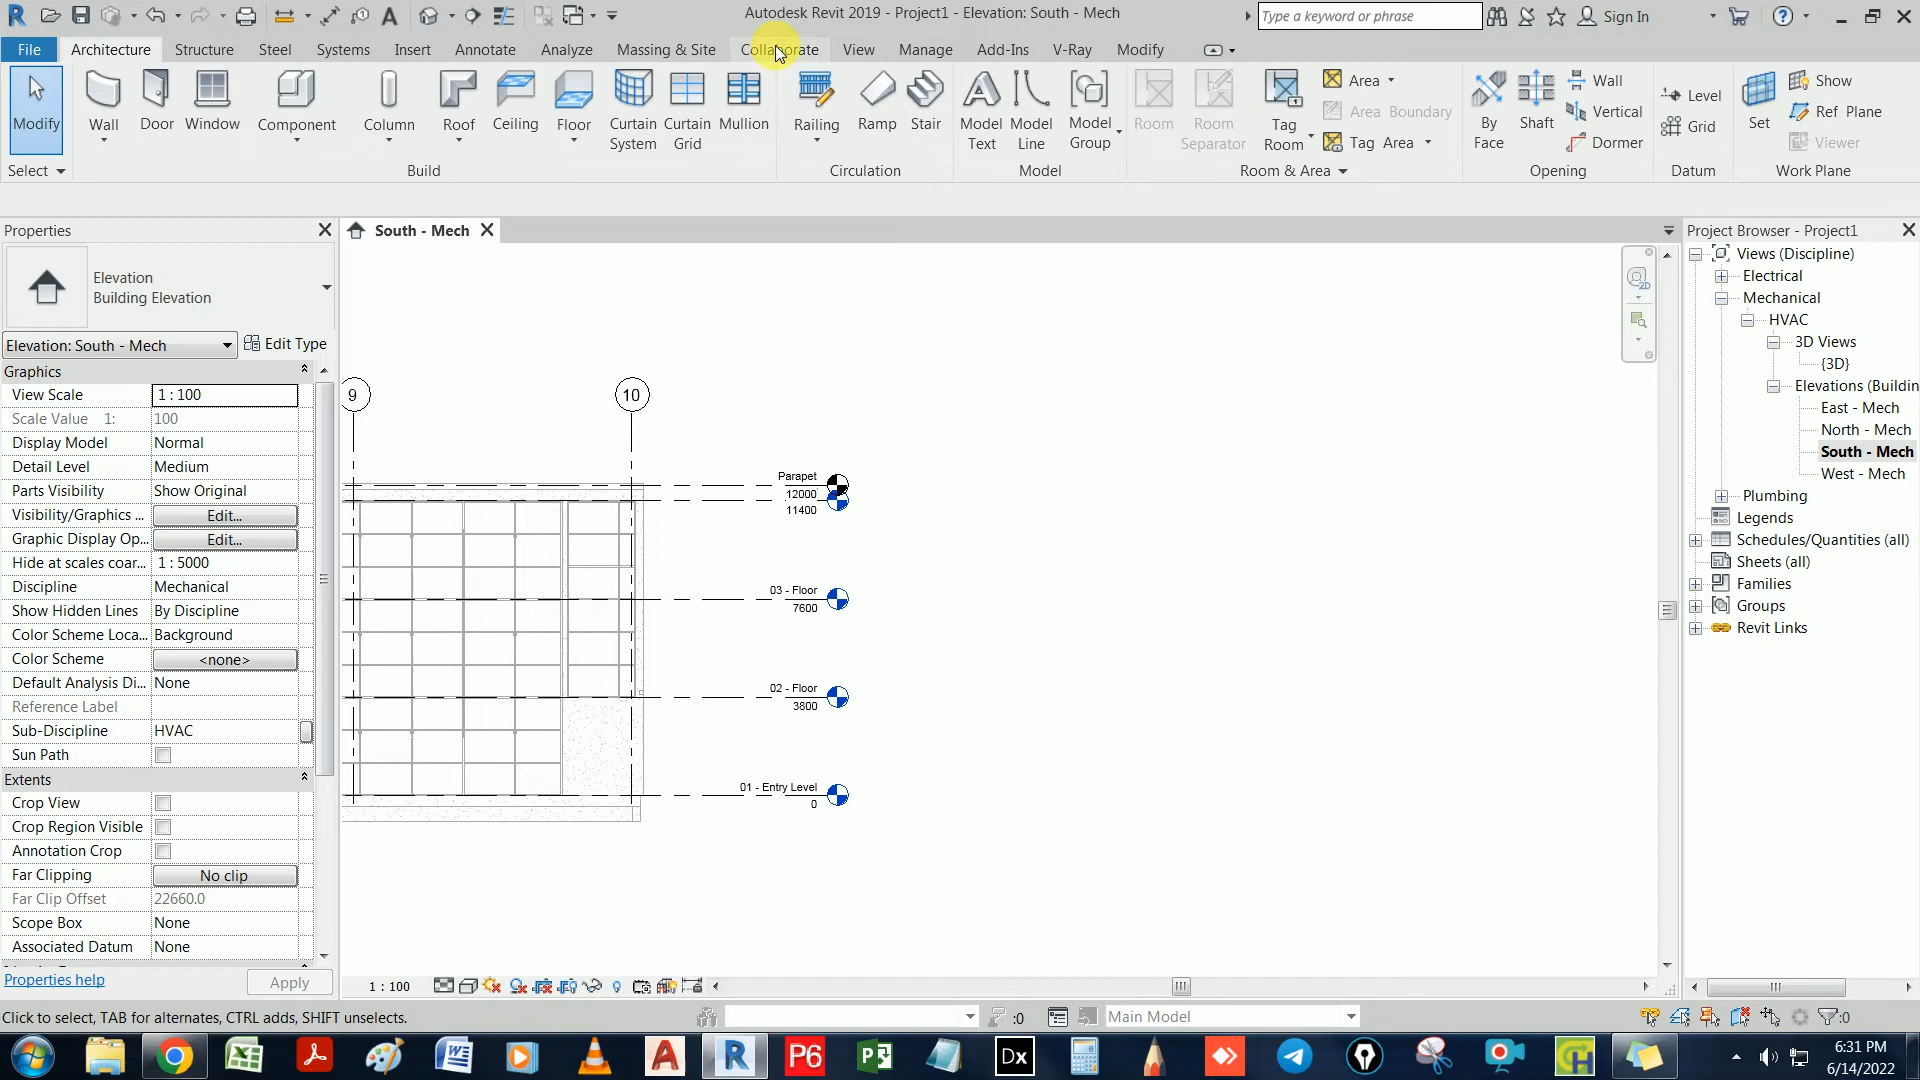 Autodesk Revit 2019 - Project1 - Elevation: South - Mech
Type a keyword or phrase
Sign In
File Architecture Structure Steel Systems Insert Annotate Analyze Massing & Site Collaborate View Manage Add-Ins V-Ray Modify
Modify Wall Door Window Component Column Roof Ceiling Floor Curtain System Curtain Grid Mullion Railing Ramp Stair Model Text Model Line Model Group Room Room Separator Tag Room
Area
Area Boundary
Tag Area
By Face Shaft Wall Vertical Dormer
Level
Grid
Set Show Ref Plane Viewer
Select Build Circulation Model Room & Area Opening Datum Work Plane
Properties
Elevation
Building Elevation
Elevation: South - Mech Edit Type
Graphics
View Scale 1 : 100
Scale Value 1: 100
Display Model Normal
Detail Level Medium
Parts Visibility Show Original
Visibility/Graphics ... Edit...
Graphic Display Op... Edit...
Hide at scales coar... 1 : 5000
Discipline Mechanical
Show Hidden Lines By Discipline
Color Scheme Loca... Background
Color Scheme <none>
Default Analysis Di... None
Reference Label
Sub-Discipline HVAC
Sun Path
Extents
Crop View
Crop Region Visible
Annotation Crop
Far Clipping No clip
Far Clip Offset 22660.0
Scope Box None
Associated Datum None
Properties help Apply
South - Mech
9 10
Parapet
12000
11400
03 - Floor
7600
02 - Floor
3800
01 - Entry Level
0
2D
Project Browser - Project1
Views (Discipline)
Electrical
Mechanical
HVAC
3D Views
{3D}
Elevations (Buildin
East - Mech
North - Mech
South - Mech
West - Mech
Plumbing
Legends
Schedules/Quantities (all)
Sheets (all)
Families
Groups
Revit Links
1 : 100
Click to select, TAB for alternates, CTRL adds, SHIFT unselects.
:0
Main Model
:0
P6
Dx
6:31 PM
6/14/2022